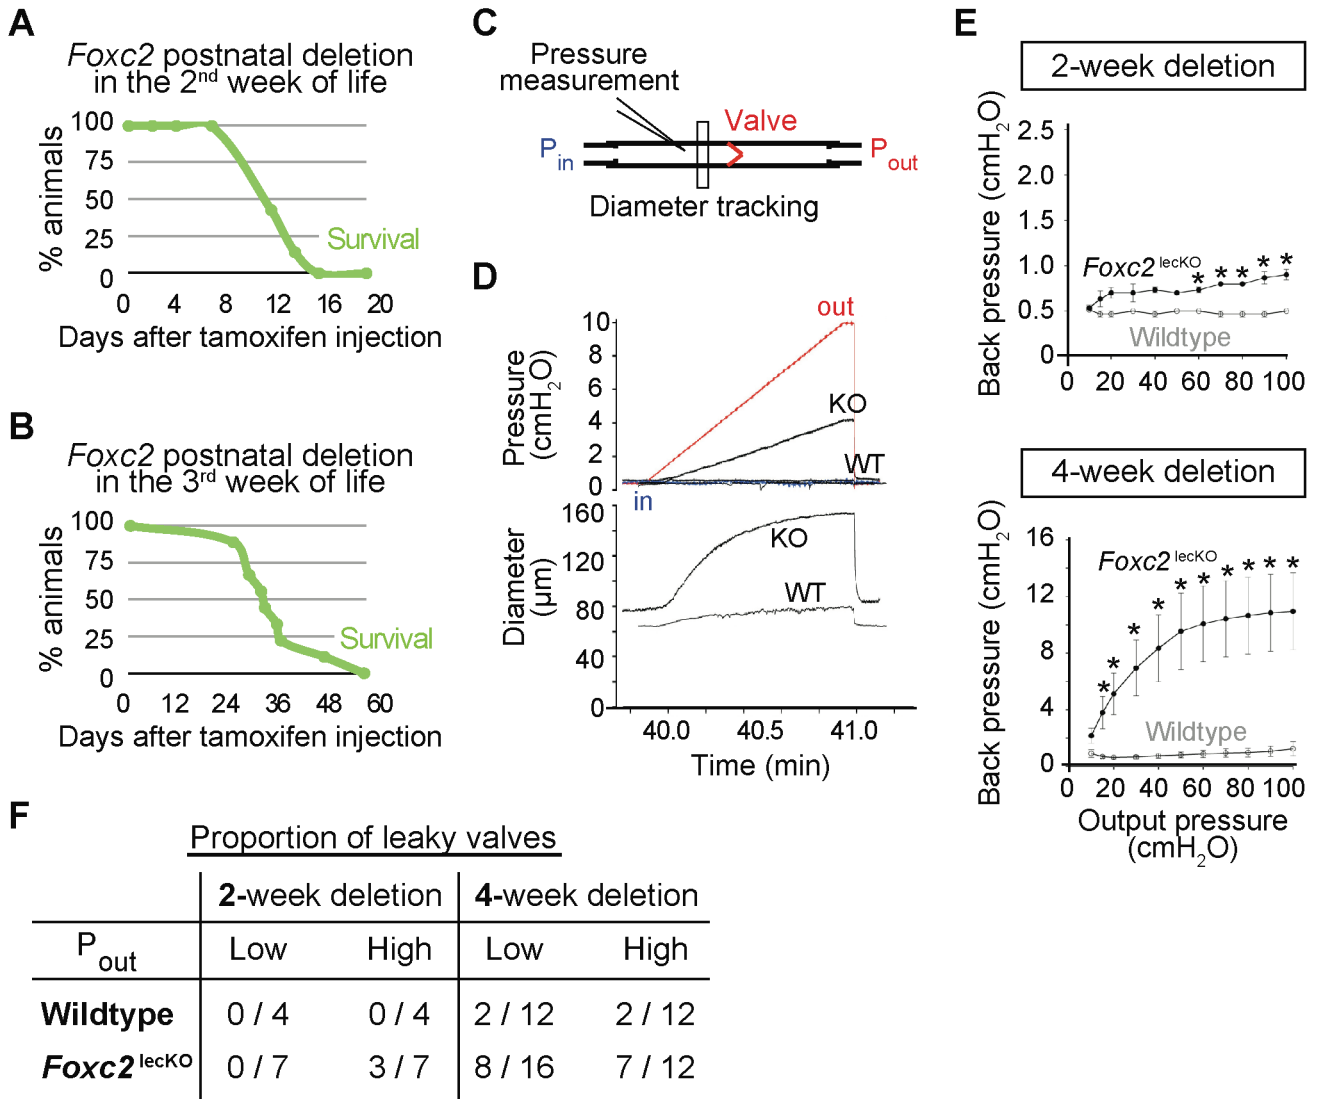 A
Foxc2 postnatal deletion
in the 2nd week of life
% animals
100
75
50
25
0
Survival
0 4 8 12 16 20
Days after tamoxifen injection
B
Foxc2 postnatal deletion
in the 3rd week of life
% animals
100
75
50
25
0
Survival
0 12 24 36 48 60
Days after tamoxifen injection
C
Pressure
measurement
Valve
Pin
Pout
Diameter tracking
D
Pressure
(cmH2O)
10
8
6
4
2
0
out
KO
WT
in
Diameter
(μm)
160
120
80
40
0
KO
WT
40.0 40.5 41.0
Time (min)
E
2-week deletion
Back pressure (cmH2O)
2.5
2.0
1.5
1.0
0.5
0
Foxc2 lecKO
* * * * *
Wildtype
0 20 40 60 80 100
4-week deletion
Back pressure (cmH2O)
16
12
8
4
0
Foxc2 lecKO
* * * * * * * * * *
Wildtype
0 20 40 60 80 100
Output pressure
(cmH2O)
F
Proportion of leaky valves
2-week deletion 4-week deletion
Pout Low High Low High
Wildtype 0 / 4 0 / 4 2 / 12 2 / 12
Foxc2 lecKO 0 / 7 3 / 7 8 / 16 7 / 12